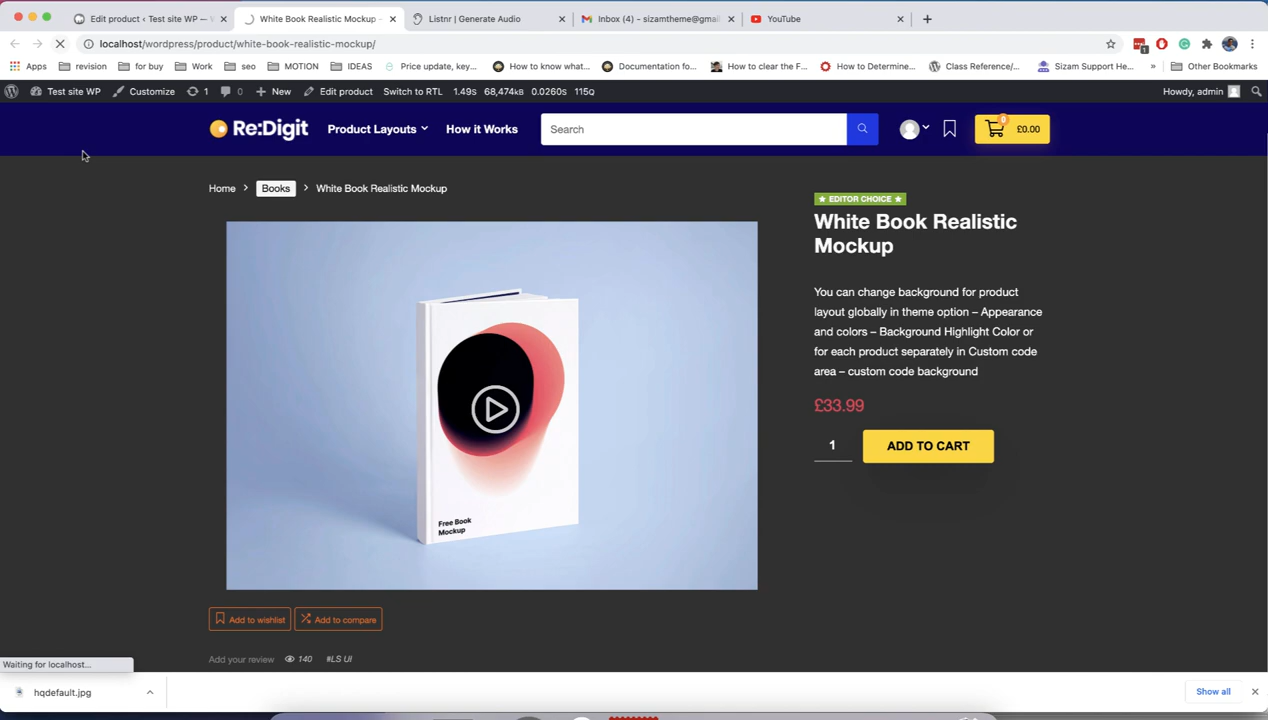 Edit product ‹ Test site WP — W
White Book Realistic Mockup -
Listnr | Generate Audio
Inbox (4) - sizamtheme@gmai
YouTube
localhost/wordpress/product/white-book-realistic-mockup/
Apps
revision
for buy
Work
seo
MOTION
IDEAS
Price update, key...
How to know what...
Documentation fo...
How to clear the F...
How to Determine...
Class Reference/...
Sizam Support He...
»
Other Bookmarks
Test site WP
Customize
1
0
New
Edit product
Switch to RTL
1.49s
68,474kB
0.0260s
115Q
Howdy, admin
Re:Digit
Product Layouts
How it Works
Search
0
£0.00
Home
Books
White Book Realistic Mockup
★ EDITOR CHOICE ★
White Book Realistic
Mockup
You can change background for product
layout globally in theme option – Appearance
and colors – Background Highlight Color or
for each product separately in Custom code
area – custom code background
£33.99
1
ADD TO CART
Free Book
Mockup
Add to wishlist
Add to compare
Add your review
140
#LS UI
Waiting for localhost...
hqdefault.jpg
Show all